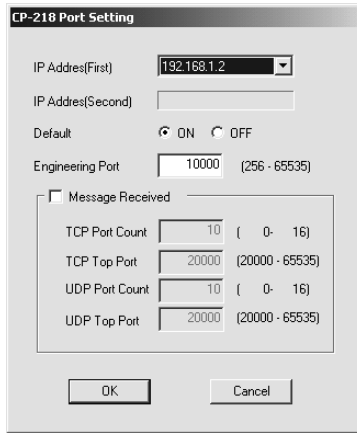 CP-218 Port Setting
IP Addres(First) 192.168.1.2
IP Addres(Second)
Default ON OFF
Engineering Port 10000 (256 - 65535)
Message Received
TCP Port Count 10 ( 0- 16)
TCP Top Port 20000 (20000 - 65535)
UDP Port Count 10 ( 0- 16)
UDP Top Port 20000 (20000 - 65535)
OK Cancel